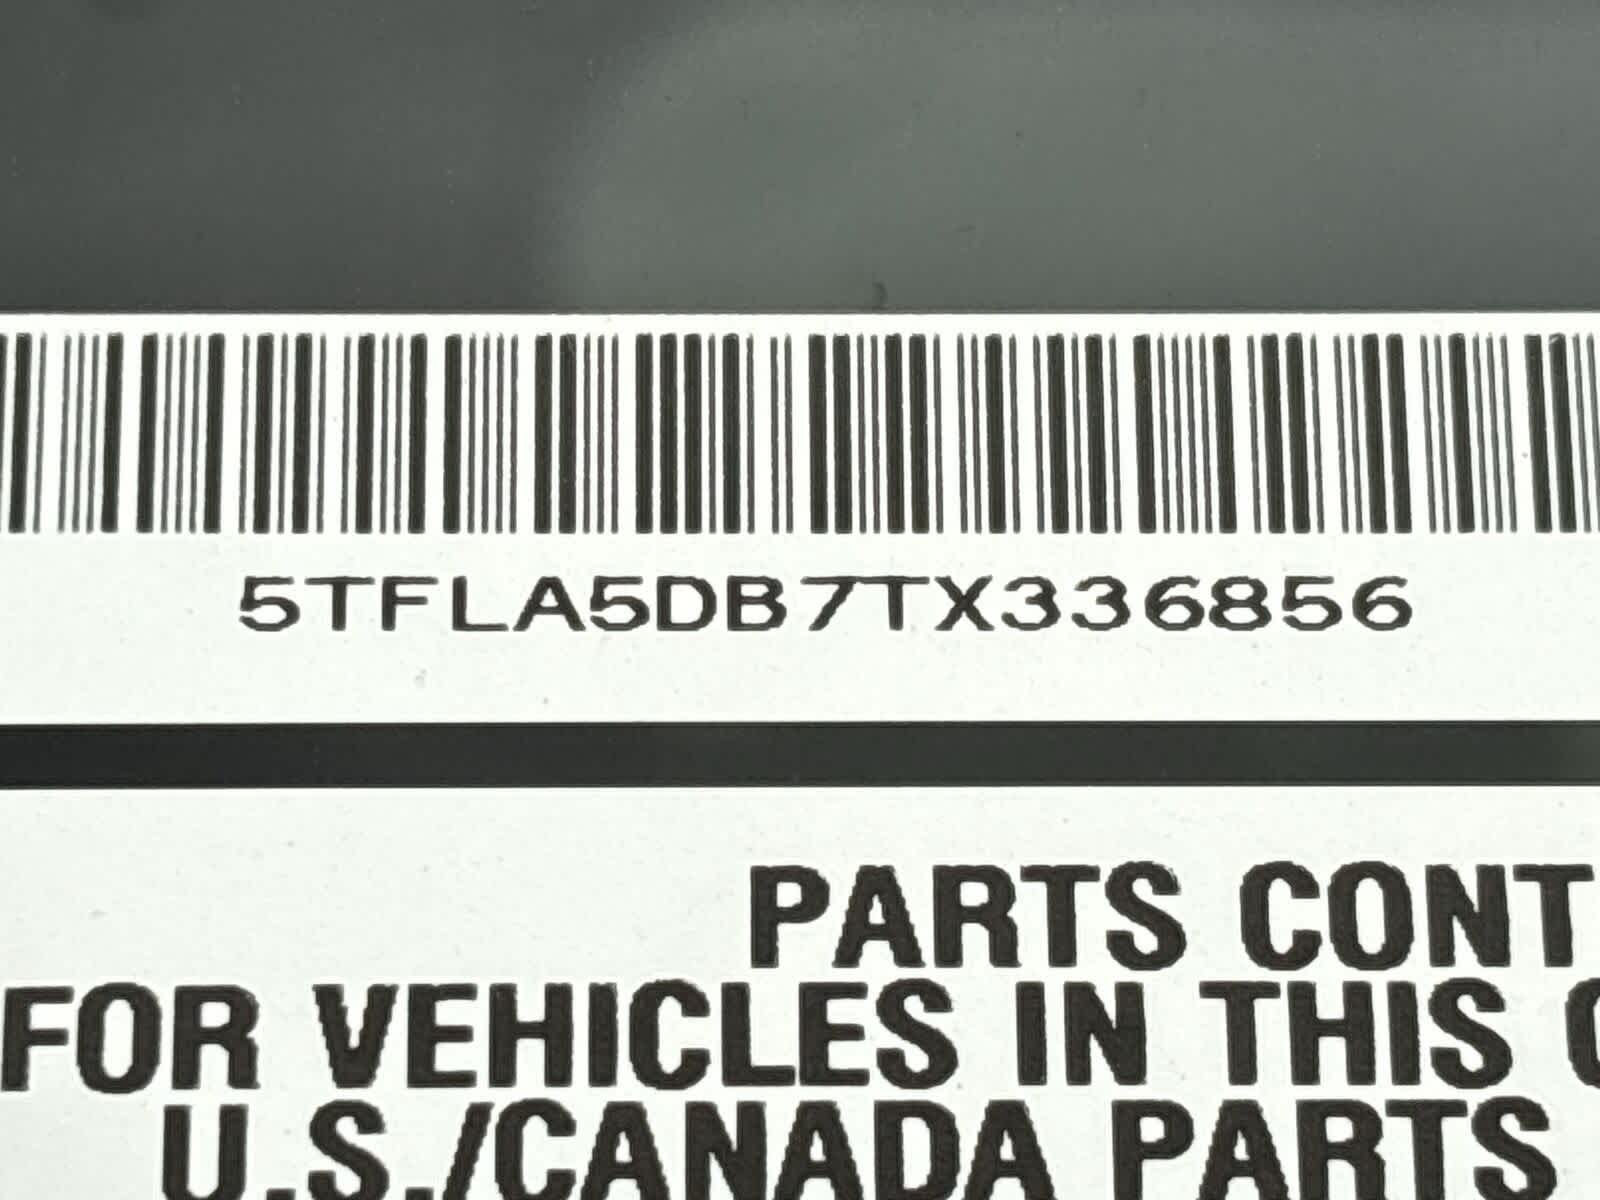 5TFLA5DB7TX336856
PARTS CONT
FOR VEHICLES IN THIS
U.S./CANADA PARTS